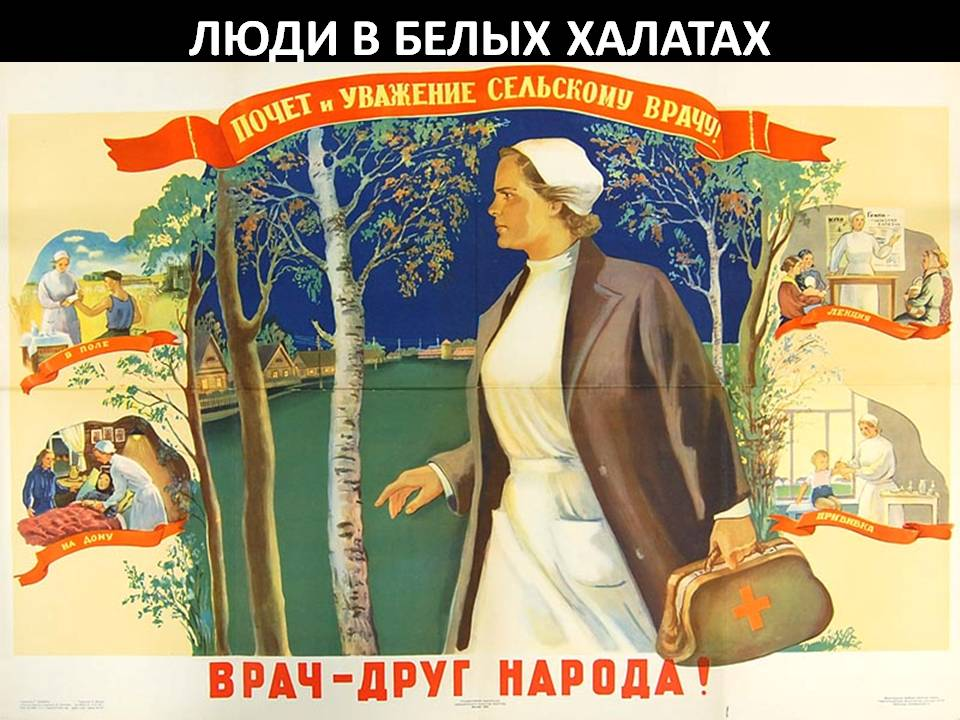 ЛЮДИ В БЕЛЫХ ХАЛАТАХ
ПОЧЕТ и УВАЖЕНИЕ СЕЛЬСКОМУ ВРАЧУ!
В ПОЛЕ
ЛЕКЦИЯ
НА ДОМУ
ПРИВИВКА
ВРАЧ-ДРУГ НАРОДА!